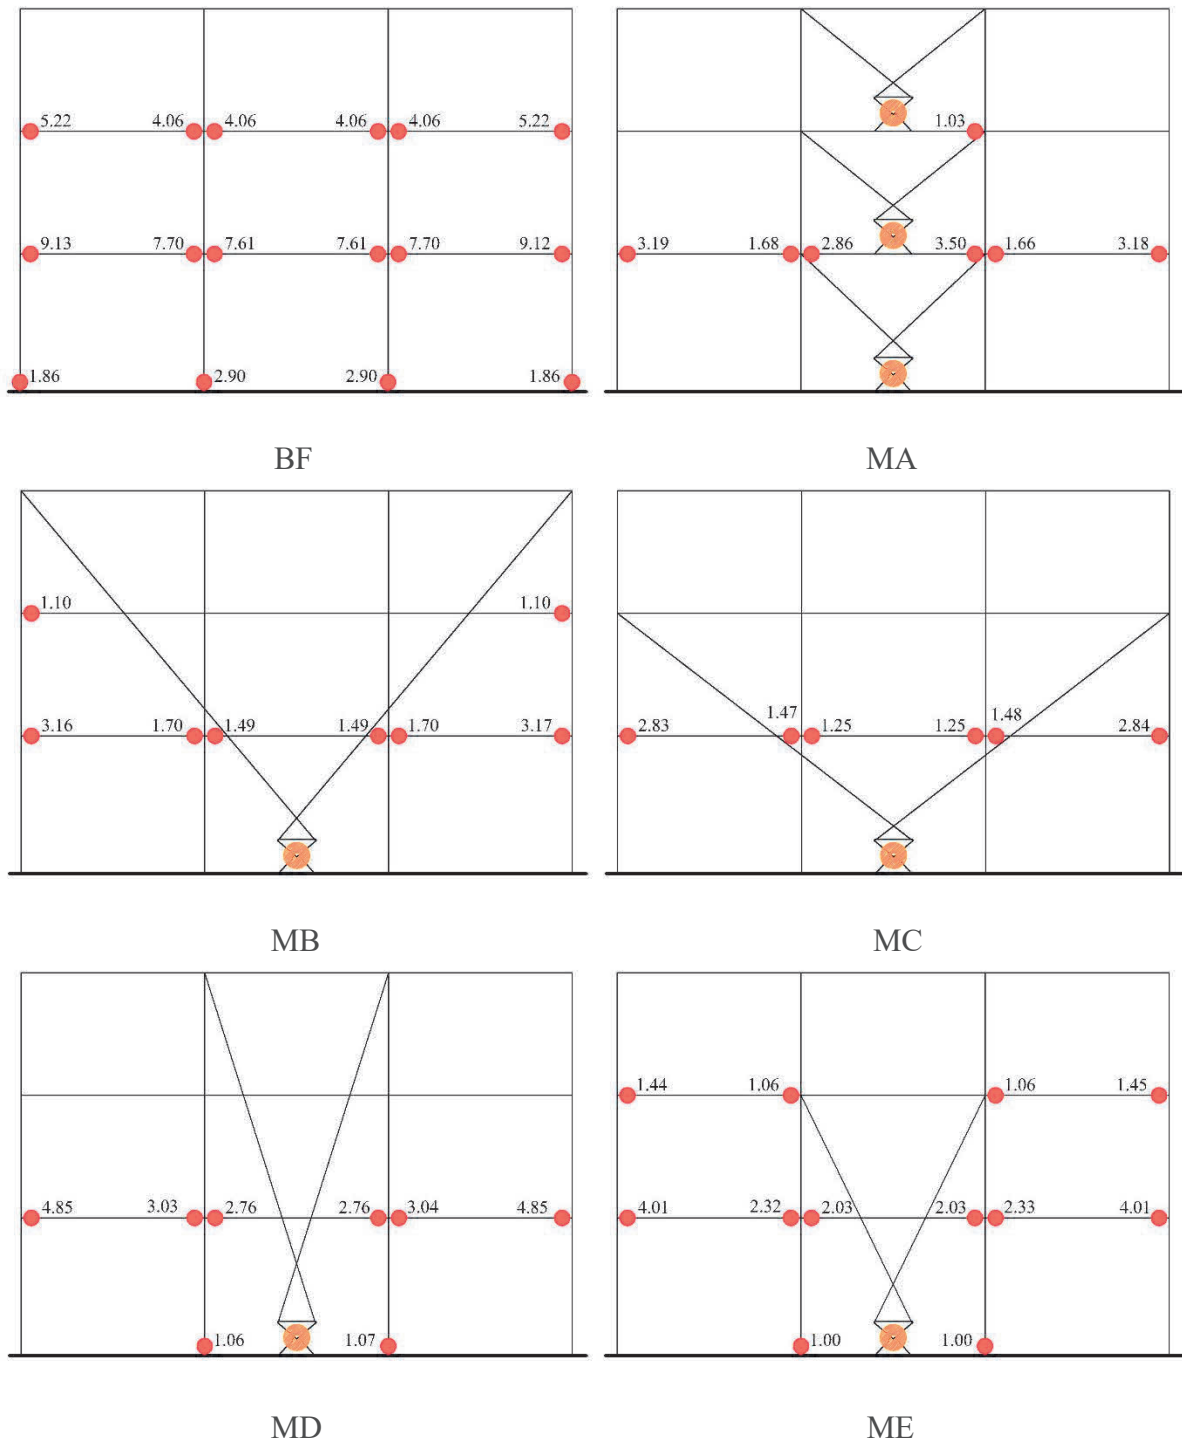 5.22 4.06 4.06 4.06 4.06 5.22
9.13 7.70 7.61 7.61 7.70 9.12
1.86 2.90 2.90 1.86
BF
1.03
3.19 1.68 2.86 3.50 1.66 3.18
MA
1.10 1.10
3.16 1.70 1.49 1.49 1.70 3.17
MB
1.47 1.48
2.83 1.25 1.25 2.84
MC
4.85 3.03 2.76 2.76 3.04 4.85
1.06 1.07
MD
1.44 1.06 1.06 1.45
4.01 2.32 2.03 2.03 2.33 4.01
1.00 1.00
ME